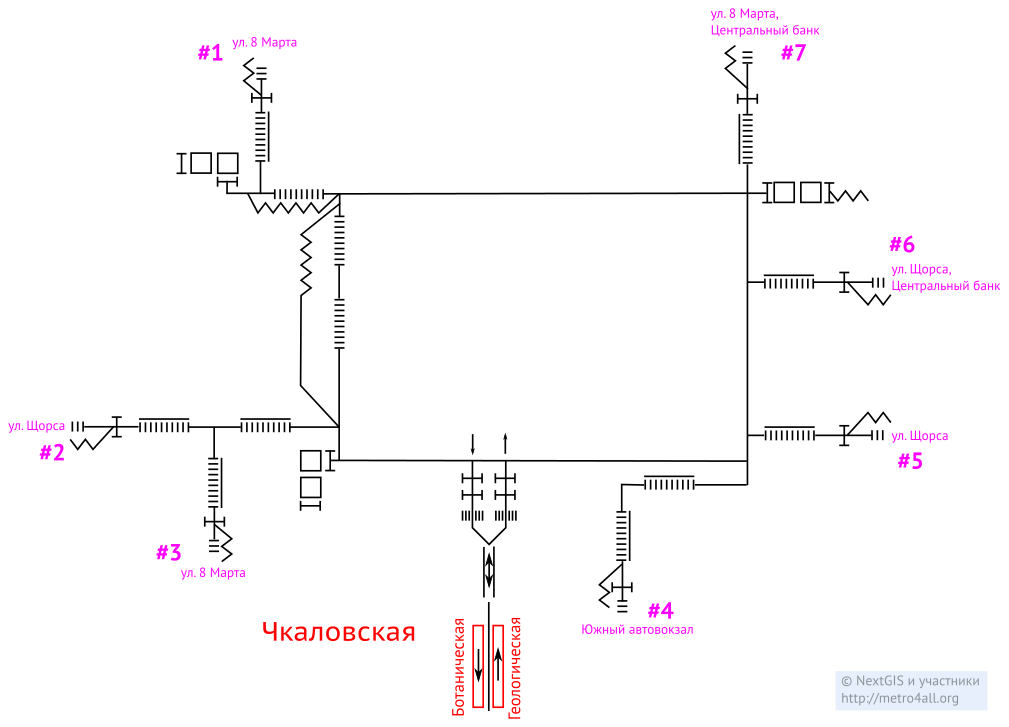 ул. 8 Марта,
Центральный банк
#7
ул. 8 Марта
#1
#6
ул. Щорса,
Центральный банк
ул. Щорса
#2
ул. Щорса
#5
#3
ул. 8 Марта
#4
Южный автовокзал
Чкаловская
Ботаническая
Геологическая
© NextGIS и участники
http://metro4all.org